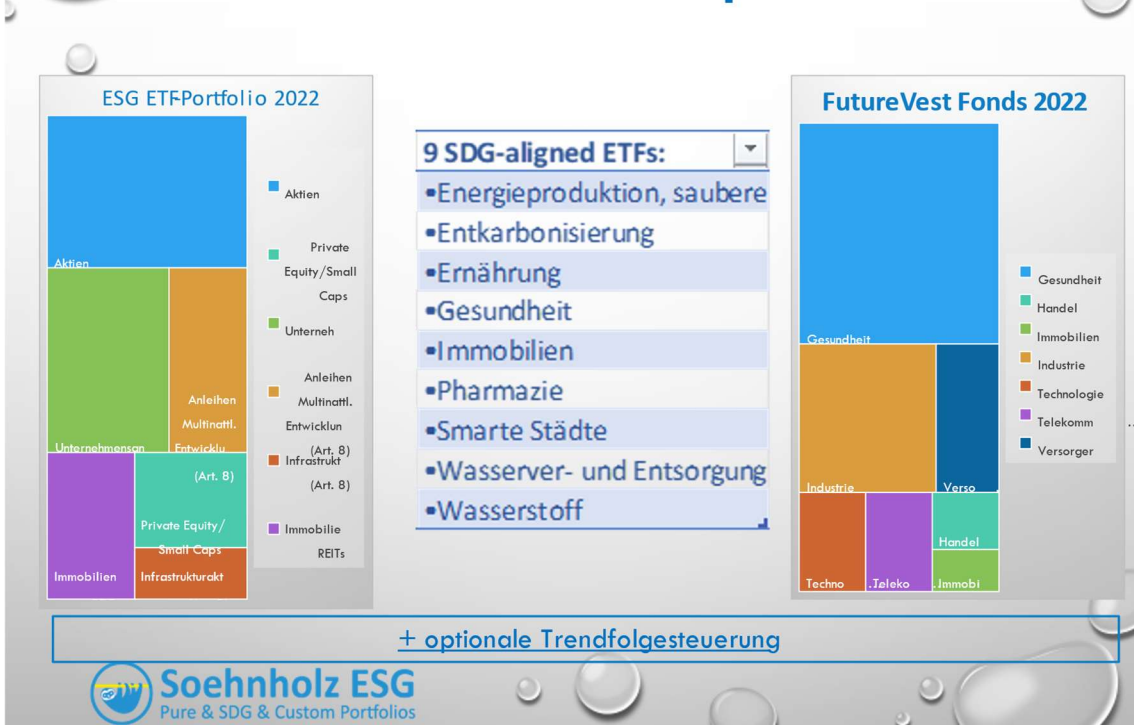 ESG ETF-Portfolio 2022
Aktien
Unternehmensan
Anleihen
Multinattl.
Entwicklu
(Art. 8)
Immobilien
Private Equity/
Small Caps
Infrastrukturakt
Aktien
Private
Equity/Small
Caps
Unterneh
Anleihen
Multinattl.
Entwicklun
(Art. 8)
Infrastrukt
(Art. 8)
Immobilie
REITs
9 SDG-aligned ETFs:
▪Energieproduktion, saubere
▪Entkarbonisierung
▪Ernährung
▪Gesundheit
▪Immobilien
▪Pharmazie
▪Smarte Städte
▪Wasserver- und Entsorgung
▪Wasserstoff
FutureVest Fonds 2022
Gesundheit
Industrie
Verso…
Techno…
Teleko…
Handel
Immobi
Gesundheit
Handel
Immobilien
Industrie
Technologie
Telekomm…
Versorger
+ optionale Trendfolgesteuerung
Soehnholz ESG
Pure & SDG & Custom Portfolios